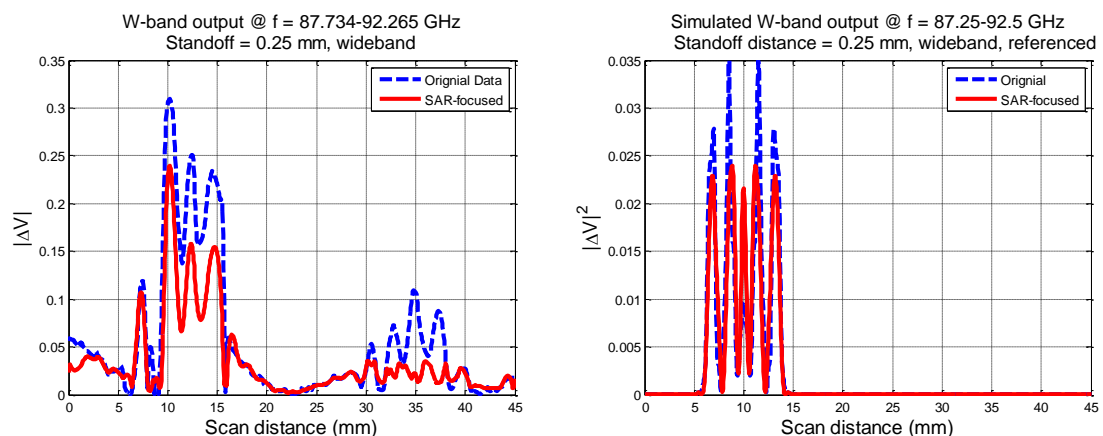 W-band output @ f = 87.734-92.265 GHz
Standoff = 0.25 mm, wideband
0.35
0.3
0.25
0.2
0.15
0.1
0.05
0
|ΔV|
Orignial Data
SAR-focused
0 5 10 15 20 25 30 35 40 45
Scan distance (mm)
Simulated W-band output @ f = 87.25-92.5 GHz
Standoff distance = 0.25 mm, wideband, referenced
0.035
0.03
0.025
0.02
0.015
0.01
0.005
0
|ΔV|²
Orignial
SAR-focused
0 5 10 15 20 25 30 35 40 45
Scan distance (mm)